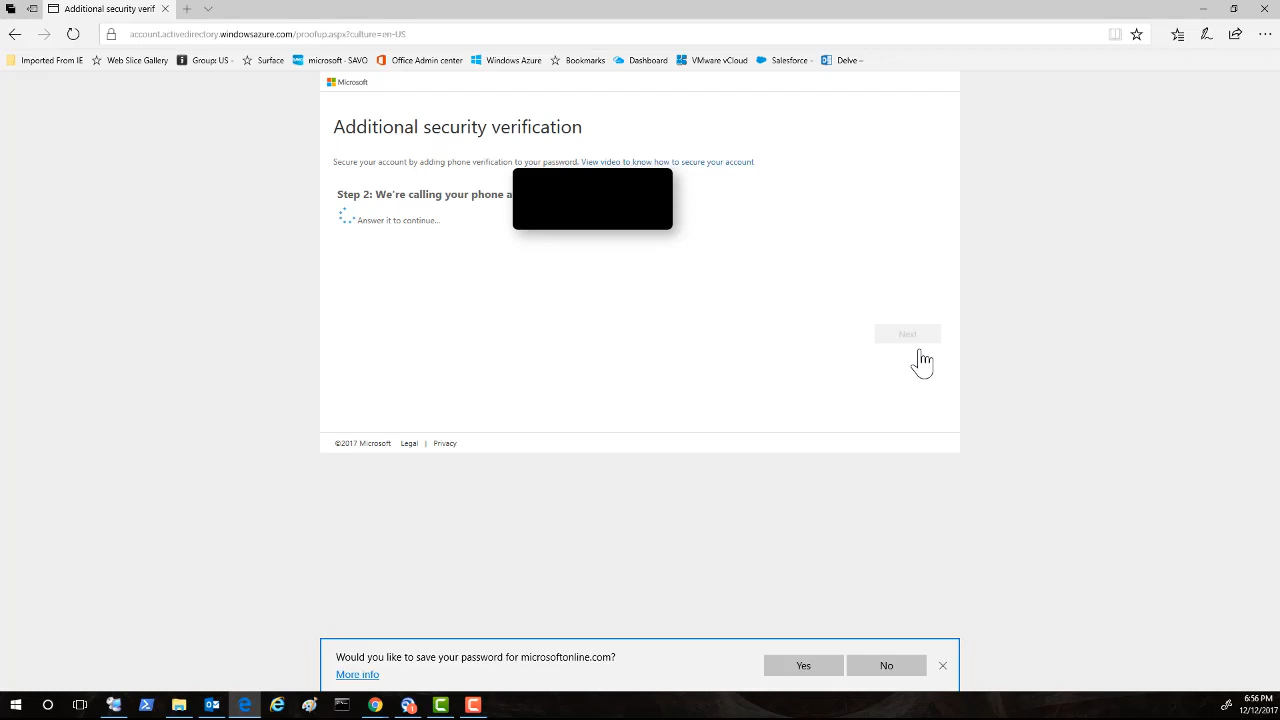 Additional security verif
account.activedirectory.windowsazure.com/proofup.aspx?culture=en-US
Imported From IE Web Slice Gallery Group: US - Surface microsoft - SAVO Office Admin center Windows Azure Bookmarks Dashboard VMware vCloud Salesforce - Delve –
Microsoft
Additional security verification
Secure your account by adding phone verification to your password. View video to know how to secure your account
Step 2: We're calling your phone a
Answer it to continue...
Next
©2017 Microsoft Legal | Privacy
Would you like to save your password for microsoftonline.com?
Yes No
More info
6:56 PM
12/12/2017